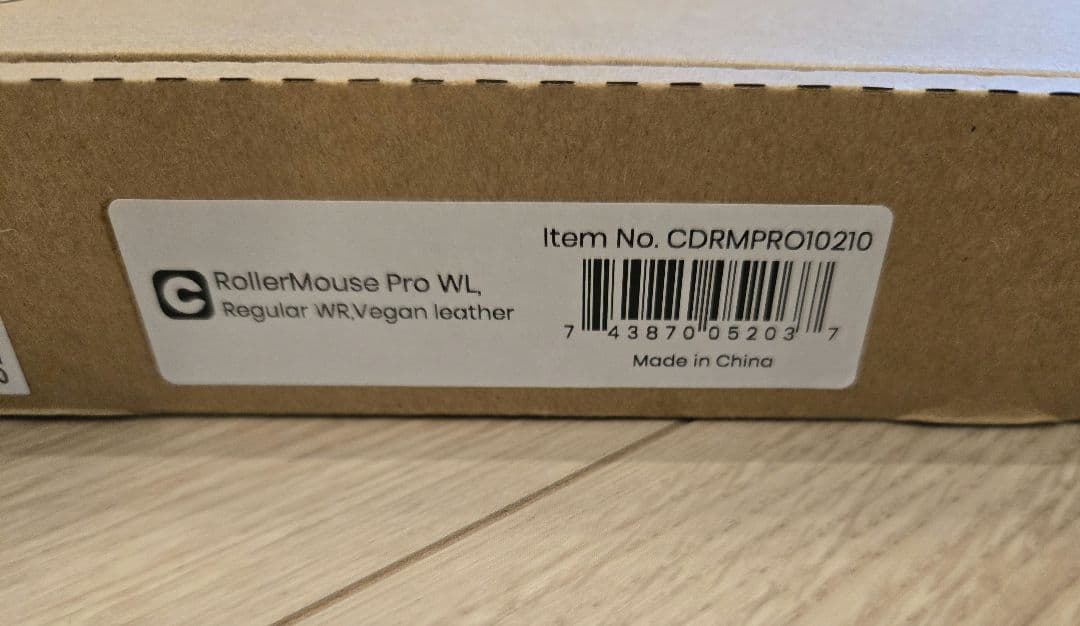 RollerMouse Pro WL,
Regular WR,Vegan leather
Item No. CDRMPRO10210
7 43870 05203 7
Made in China